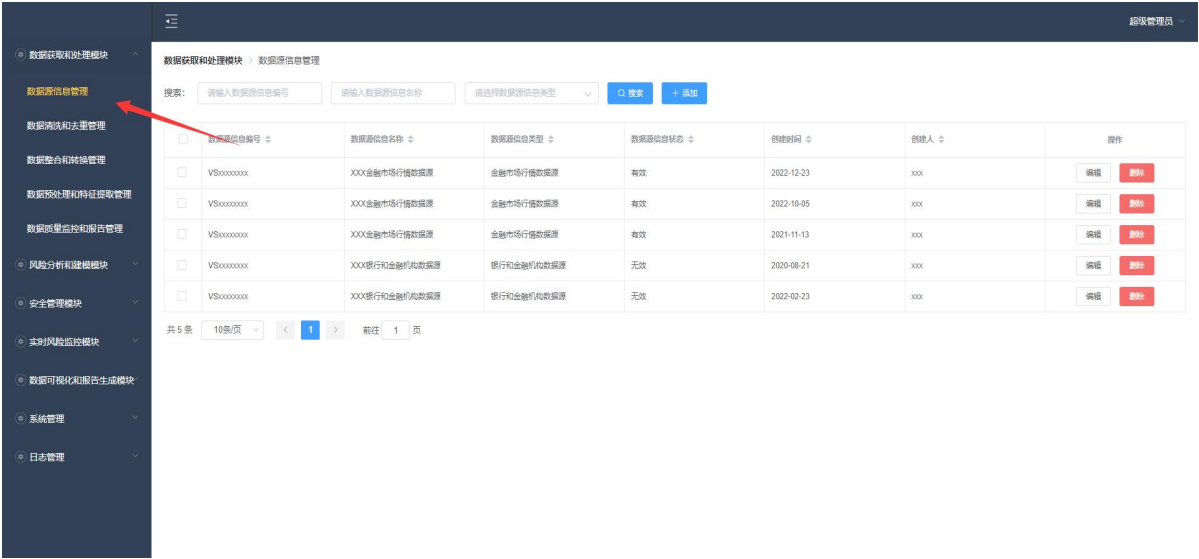 超级管理员
数据获取和处理模块
数据源信息管理
数据清洗和去重管理
数据整合和转换管理
数据预处理和特征提取管理
数据质量监控和报告管理
风险分析和建模模块
安全管理模块
实时风险监控模块
数据可视化和报告生成模块
系统管理
日志管理
数据获取和处理模块 > 数据源信息管理
搜索： 请输入数据源信息编号 请输入数据源信息名称 请选择数据源信息类型 搜索 + 添加
数据源信息编号 数据源信息名称 数据源信息类型 数据源信息状态 创建时间 创建人 操作
VSxxxxxxxx XXX金融市场行情数据源 金融市场行情数据源 有效 2022-12-23 xxx 编辑 删除
VSxxxxxxxx XXX金融市场行情数据源 金融市场行情数据源 有效 2022-10-05 xxx 编辑 删除
VSxxxxxxxx XXX金融市场行情数据源 金融市场行情数据源 有效 2021-11-13 xxx 编辑 删除
VSxxxxxxxx XXX银行和金融机构数据源 银行和金融机构数据源 无效 2020-08-21 xxx 编辑 删除
VSxxxxxxxx XXX银行和金融机构数据源 银行和金融机构数据源 无效 2022-02-23 xxx 编辑 删除
共 5 条 10条/页 < 1 > 前往 1 页